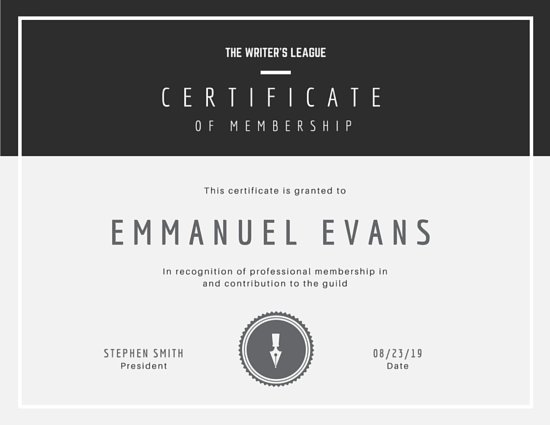 THE WRITER'S LEAGUE
CERTIFICATE
OF MEMBERSHIP
This certificate is granted to
EMMANUEL EVANS
In recognition of professional membership in
and contribution to the guild
STEPHEN SMITH
President
08/23/19
Date